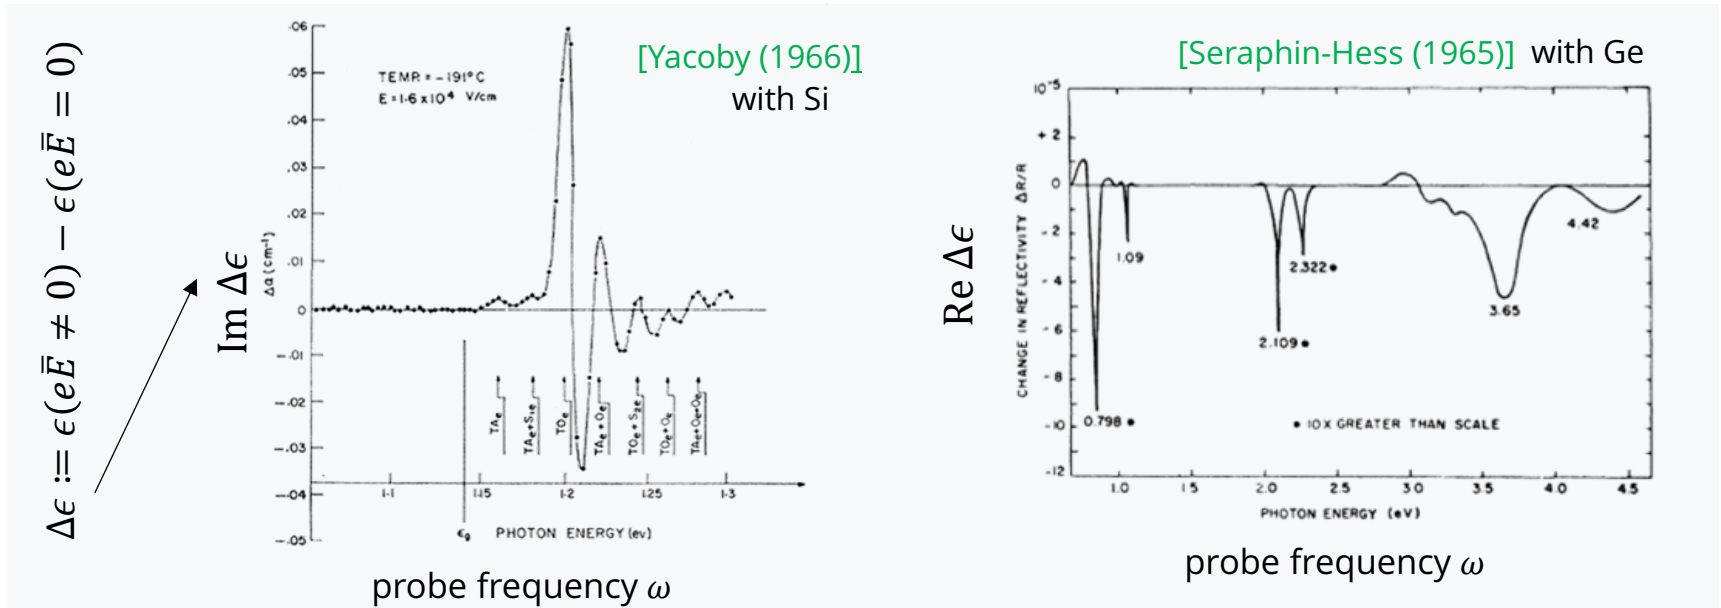 Δϵ := ϵ(eE̅ ≠ 0) − ϵ(eE̅ = 0)
Im Δϵ
Δα (cm⁻¹)
.06
.05
.04
.03
.02
.01
0
-.01
-.02
-.03
-.04
-.05
TEMP. = -191°C
E = 1.6 x 10⁴ V/cm
[Yacoby (1966)]
with Si
TAe
TAe+S1e
TOe
TAe+Oe
TOe+S2e
TOe+Oe
TAe+Oe+Oe
1.1
1.15
1.2
1.25
1.3
ϵg
PHOTON ENERGY (ev)
probe frequency ω
[Seraphin-Hess (1965)] with Ge
Re Δϵ
CHANGE IN REFLECTIVITY ΔR/R
10⁻⁵
+ 2
0
- 2
- 4
- 6
- 8
-10
-12
1.09
2.322 •
2.109 •
0.798 •
3.65
4.42
• 10X GREATER THAN SCALE
1.0
1.5
2.0
2.5
3.0
3.5
4.0
4.5
PHOTON ENERGY (eV)
probe frequency ω